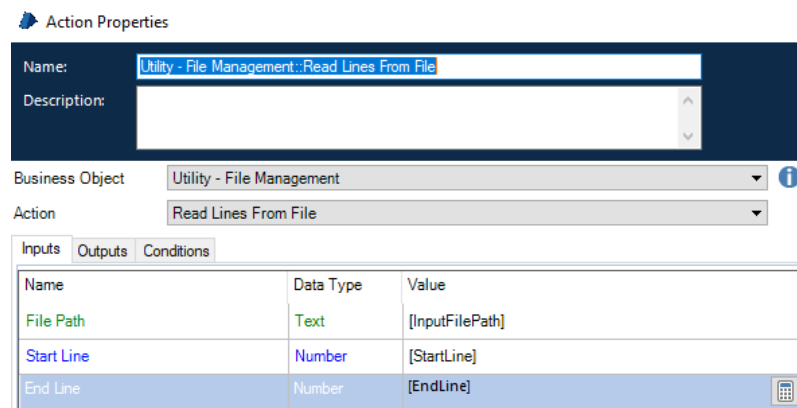 Action Properties
Name: Utility - File Management::Read Lines From File
Description:
Business Object Utility - File Management
Action Read Lines From File
Inputs Outputs Conditions
Name Data Type Value
File Path Text [InputFilePath]
Start Line Number [StartLine]
End Line Number [EndLine]